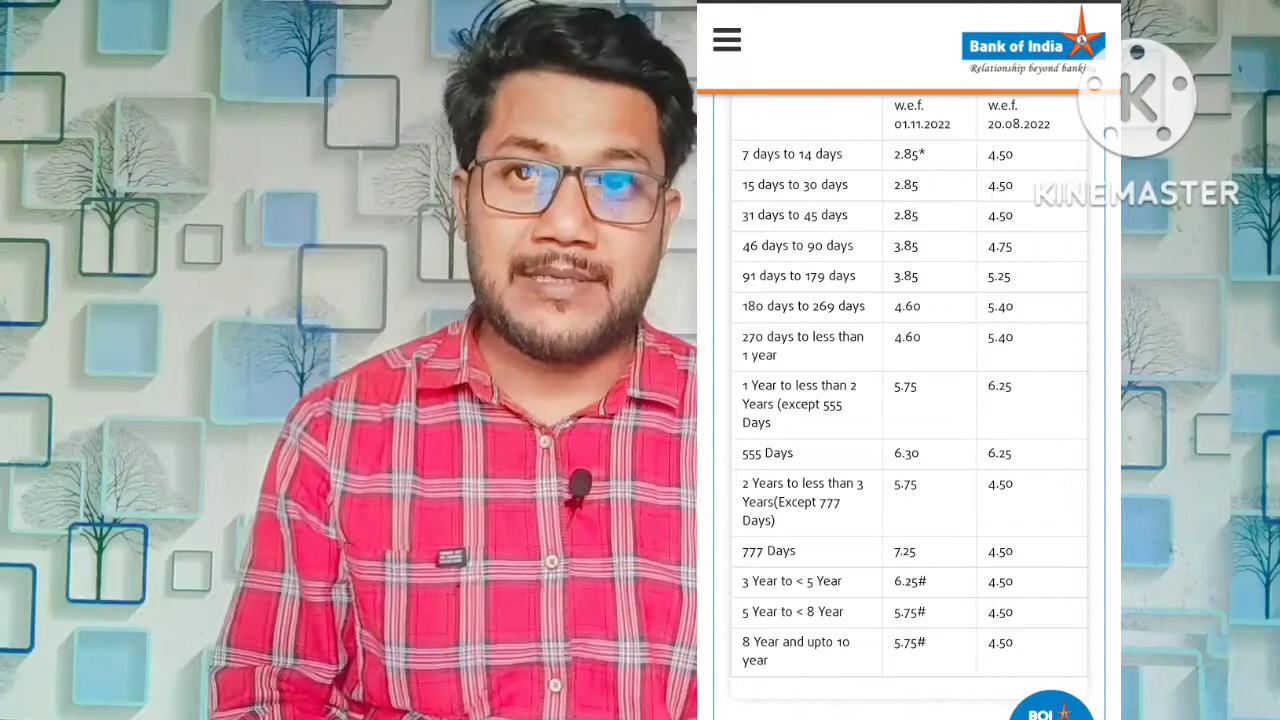 Bank of India
Relationship beyond banking
KINEMASTER
w.e.f. 01.11.2022 w.e.f. 20.08.2022
7 days to 14 days 2.85* 4.50
15 days to 30 days 2.85 4.50
31 days to 45 days 2.85 4.50
46 days to 90 days 3.85 4.75
91 days to 179 days 3.85 5.25
180 days to 269 days 4.60 5.40
270 days to less than 4.60 5.40
1 year
1 Year to less than 2 5.75 6.25
Years (except 555
Days
555 Days 6.30 6.25
2 Years to less than 3 5.75 4.50
Years(Except 777
Days)
777 Days 7.25 4.50
3 Year to < 5 Year 6.25# 4.50
5 Year to < 8 Year 5.75# 4.50
8 Year and upto 10 5.75# 4.50
year
BOI